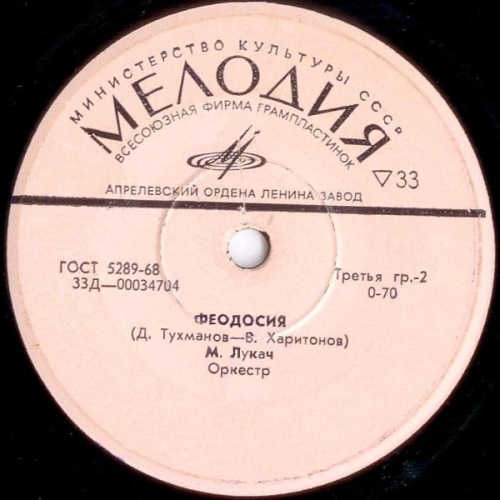 МИНИСТЕРСТВО КУЛЬТУРЫ СССР
МЕЛОДИЯ
ВСЕСОЮЗНАЯ ФИРМА ГРАМПЛАСТИНОК
▽33
АПРЕЛЕВСКИЙ ОРДЕНА ЛЕНИНА ЗАВОД
ГОСТ 5289-68
33Д—00034704
Третья гр.-2
0-70
ФЕОДОСИЯ
(Д. Тухманов—В. Харитонов)
М. Лукач
Оркестр